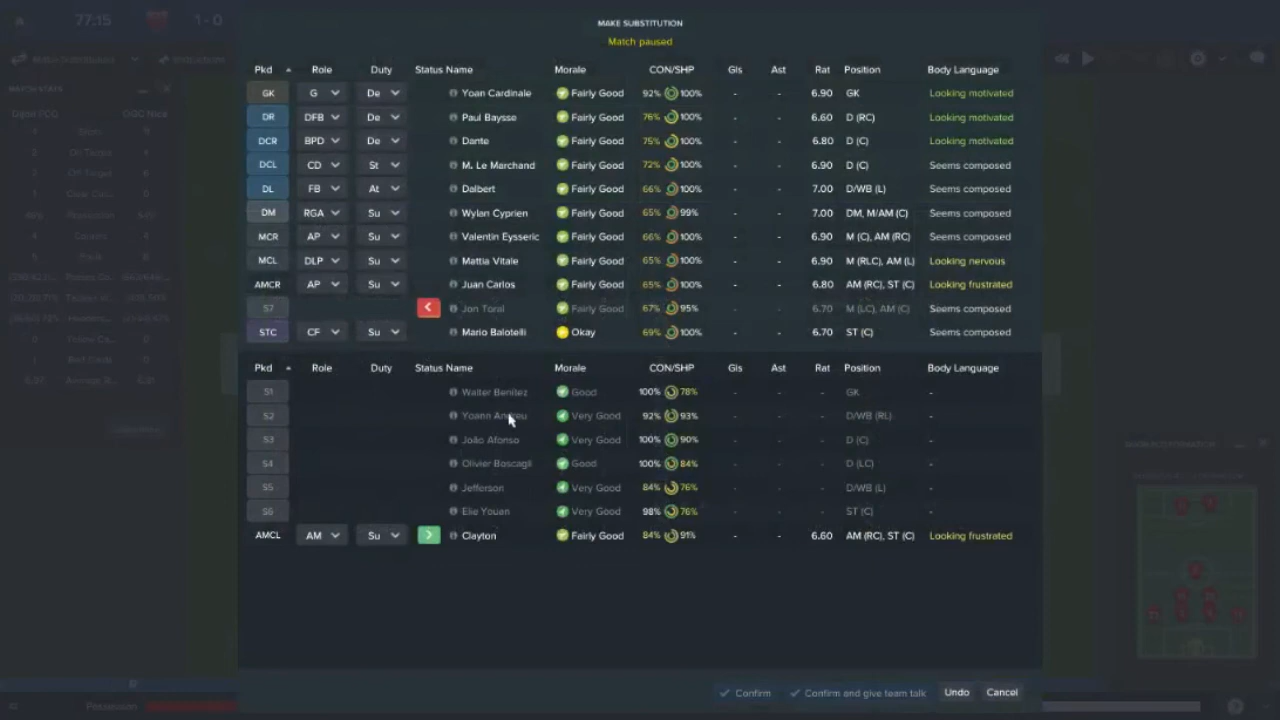 77:15 1 - 0
MAKE SUBSTITUTION
Match paused
Make Substitution
MATCH STATS
Pkd Role Duty Status Name Morale CON/SHP Gls Ast Rat Position Body Language
GK G De Yoan Cardinale Fairly Good 92% 100% - - 6.90 GK Looking motivated
DR DFB De Paul Baysse Fairly Good 76% 100% - - 6.60 D (RC) Looking motivated
DCR BPD De Dante Fairly Good 75% 100% - - 6.80 D (C) Looking motivated
DCL CD St M. Le Marchand Fairly Good 72% 100% - - 6.90 D (C) Seems composed
DL FB At Dalbert Fairly Good 66% 100% - - 7.00 D/WB (L) Seems composed
DM RGA Su Wylan Cyprien Fairly Good 65% 99% - - 7.00 DM, M/AM (C) Seems composed
MCR AP Su Valentin Eysseric Fairly Good 66% 100% - - 6.90 M (C), AM (RC) Seems composed
MCL DLP Su Mattia Vitale Fairly Good 65% 100% - - 6.90 M (RLC), AM (L) Looking nervous
AMCR AP Su Juan Carlos Fairly Good 65% 100% - - 6.80 AM (RC), ST (C) Looking frustrated
S7 Jon Toral Fairly Good 67% 95% - - 6.70 M (LC), AM (C) Seems composed
STC CF Su Mario Balotelli Okay 69% 100% - - 6.70 ST (C) Seems composed
Pkd Role Duty Status Name Morale CON/SHP Gls Ast Rat Position Body Language
S1 Walter Benítez Good 100% 78% - - - GK -
S2 Yoann Andreu Very Good 92% 93% - - - D/WB (RL) -
S3 João Afonso Very Good 100% 90% - - - D (C) -
S4 Olivier Boscagli Good 100% 84% - - - D (LC) -
S5 Jefferson Very Good 84% 76% - - - D/WB (L) -
S6 Elie Youan Very Good 98% 76% - - - ST (C) -
AMCL AM Su Clayton Fairly Good 84% 91% - - 6.60 AM (RC), ST (C) Looking frustrated
Confirm Confirm and give team talk Undo Cancel
Possession